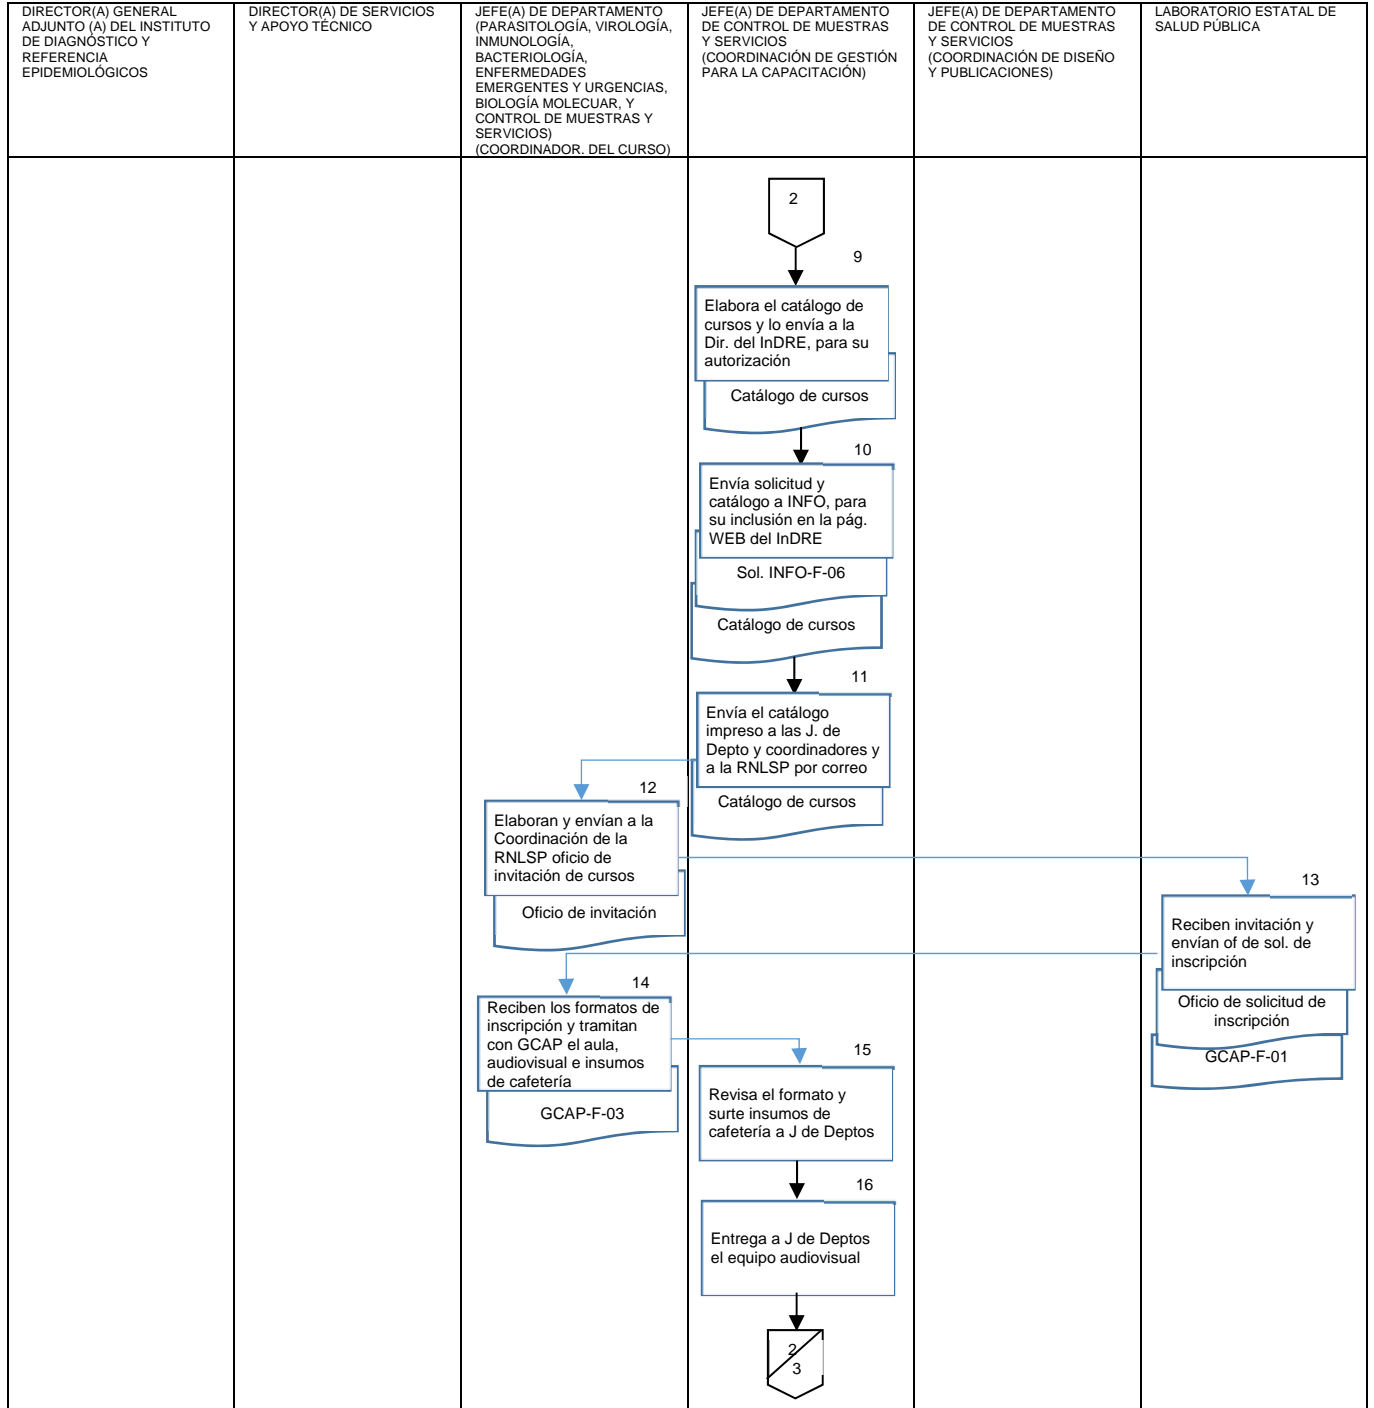 DIRECTOR(A) GENERAL
ADJUNTO (A) DEL INSTITUTO
DE DIAGNÓSTICO Y
REFERENCIA
EPIDEMIOLÓGICOS
DIRECTOR(A) DE SERVICIOS
Y APOYO TÉCNICO
JEFE(A) DE DEPARTAMENTO
(PARASITOLOGÍA, VIROLOGÍA,
INMUNOLOGÍA,
BACTERIOLOGÍA,
ENFERMEDADES
EMERGENTES Y URGENCIAS,
BIOLOGÍA MOLECUAR, Y
CONTROL DE MUESTRAS Y
SERVICIOS)
(COORDINADOR. DEL CURSO)
JEFE(A) DE DEPARTAMENTO
DE CONTROL DE MUESTRAS
Y SERVICIOS
(COORDINACIÓN DE GESTIÓN
PARA LA CAPACITACIÓN)
JEFE(A) DE DEPARTAMENTO
DE CONTROL DE MUESTRAS
Y SERVICIOS
(COORDINACIÓN DE DISEÑO
Y PUBLICACIONES)
LABORATORIO ESTATAL DE
SALUD PÚBLICA
2
9
Elabora el catálogo de
cursos y lo envía a la
Dir. del InDRE, para su
autorización
Catálogo de cursos
10
Envía solicitud y
catálogo a INFO, para
su inclusión en la pág.
WEB del InDRE
Sol. INFO-F-06
Catálogo de cursos
11
Envía el catálogo
impreso a las J. de
Depto y coordinadores y
a la RNLSP por correo
Catálogo de cursos
12
Elaboran y envían a la
Coordinación de la
RNLSP oficio de
invitación de cursos
Oficio de invitación
13
Reciben invitación y
envían of de sol. de
inscripción
Oficio de solicitud de
inscripción
GCAP-F-01
14
Reciben los formatos de
inscripción y tramitan
con GCAP el aula,
audiovisual e insumos
de cafetería
GCAP-F-03
15
Revisa el formato y
surte insumos de
cafetería a J de Deptos
16
Entrega a J de Deptos
el equipo audiovisual
2
3